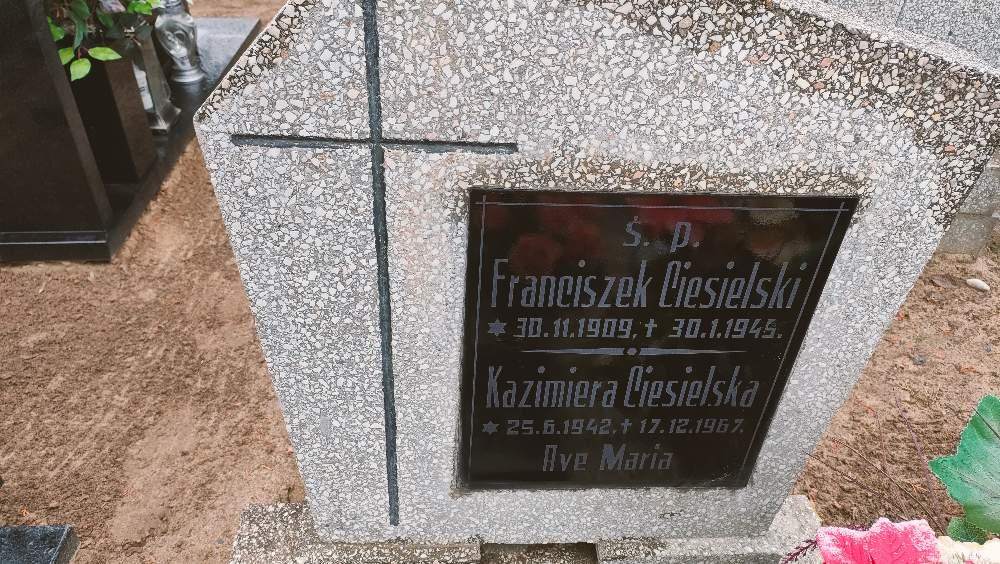 ś. p.
Franciszek Ciesielski
* 30.11.1909. † 30.1.1945.
Kazimiera Ciesielska
* 25.6.1942. † 17.12.1967.
Ave Maria